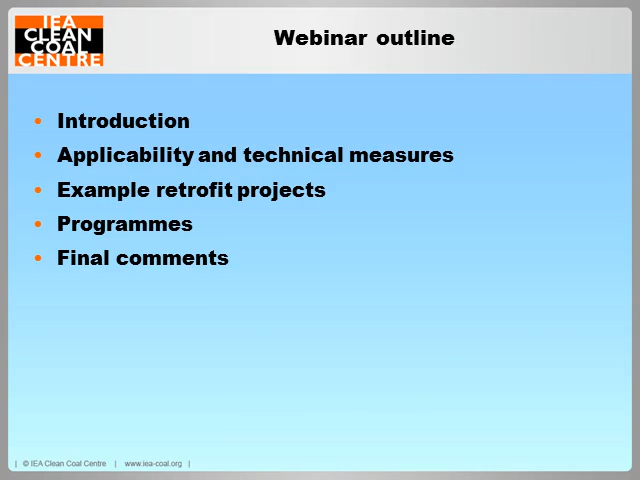 IEA
CLEAN
COAL
CENTRE
Webinar outline
• Introduction
• Applicability and technical measures
• Example retrofit projects
• Programmes
• Final comments
| © IEA Clean Coal Centre | www.iea-coal.org |